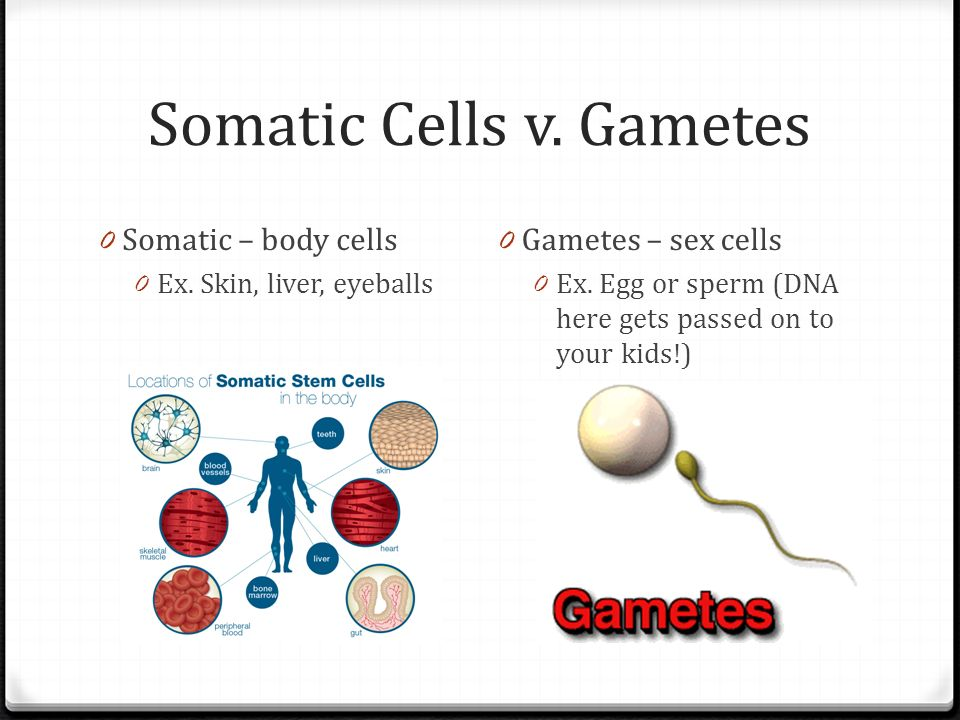 Somatic Cells v. Gametes
Somatic – body cells
Ex. Skin, liver, eyeballs
Locations of Somatic Stem Cells
in the body
brain
blood
vessels
teeth
skin
skeletal
muscle
heart
liver
bone
marrow
peripheral
blood
gut
Gametes – sex cells
Ex. Egg or sperm (DNA
here gets passed on to
your kids!)
Gametes